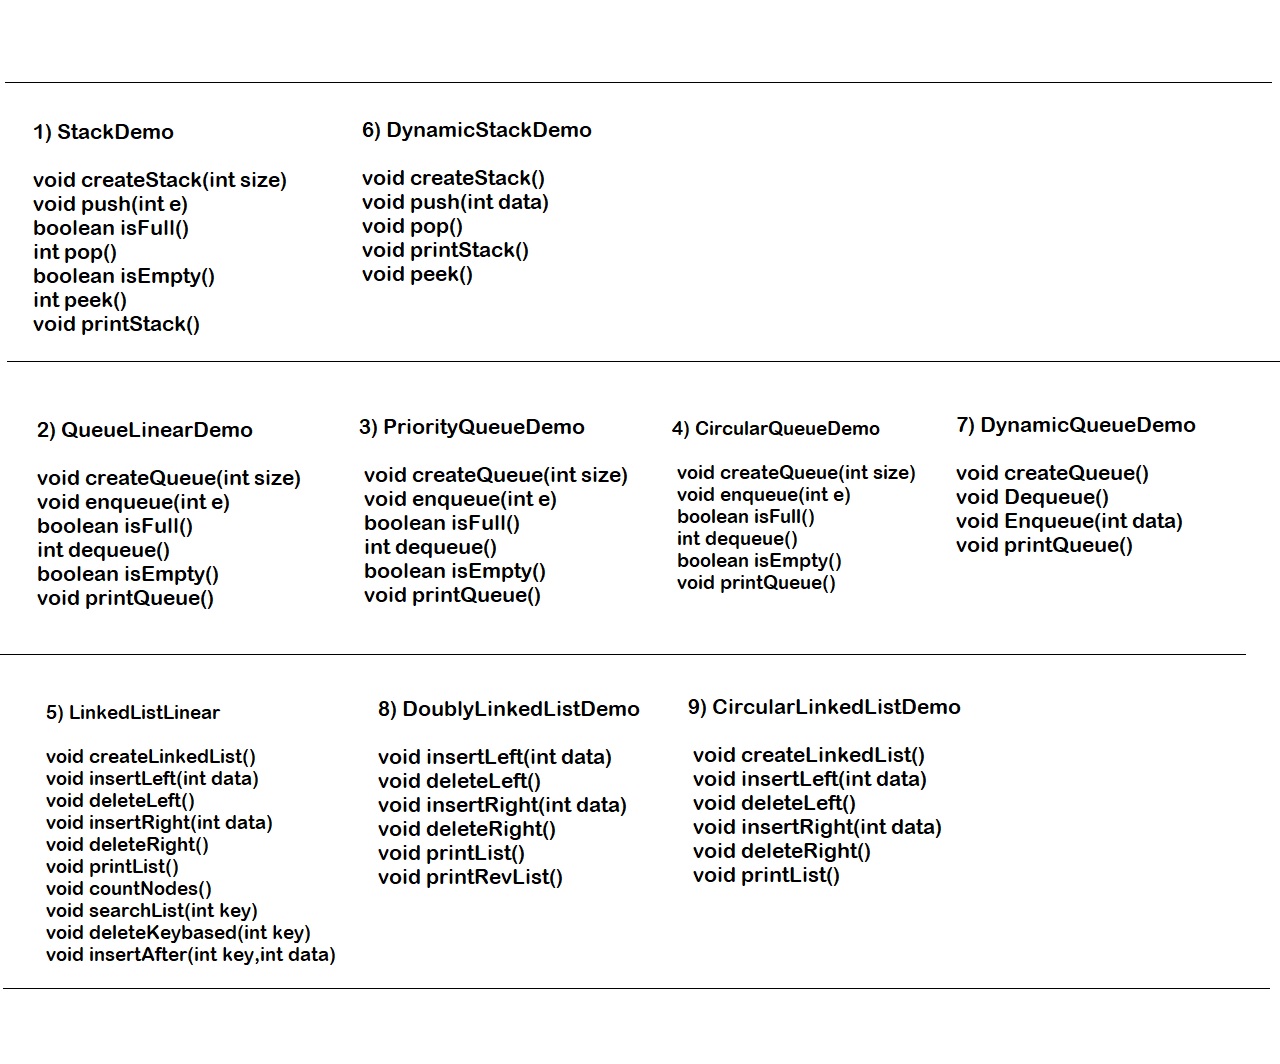 1) StackDemo
void createStack(int size)
void push(int e)
boolean isFull()
int pop()
boolean isEmpty()
int peek()
void printStack()
6) DynamicStackDemo
void createStack()
void push(int data)
void pop()
void printStack()
void peek()
2) QueueLinearDemo
void createQueue(int size)
void enqueue(int e)
boolean isFull()
int dequeue()
boolean isEmpty()
void printQueue()
3) PriorityQueueDemo
void createQueue(int size)
void enqueue(int e)
boolean isFull()
int dequeue()
boolean isEmpty()
void printQueue()
4) CircularQueueDemo
void createQueue(int size)
void enqueue(int e)
boolean isFull()
int dequeue()
boolean isEmpty()
void printQueue()
7) DynamicQueueDemo
void createQueue()
void Dequeue()
void Enqueue(int data)
void printQueue()
5) LinkedListLinear
void createLinkedList()
void insertLeft(int data)
void deleteLeft()
void insertRight(int data)
void deleteRight()
void printList()
void countNodes()
void searchList(int key)
void deleteKeybased(int key)
void insertAfter(int key,int data)
8) DoublyLinkedListDemo
void insertLeft(int data)
void deleteLeft()
void insertRight(int data)
void deleteRight()
void printList()
void printRevList()
9) CircularLinkedListDemo
void createLinkedList()
void insertLeft(int data)
void deleteLeft()
void insertRight(int data)
void deleteRight()
void printList()